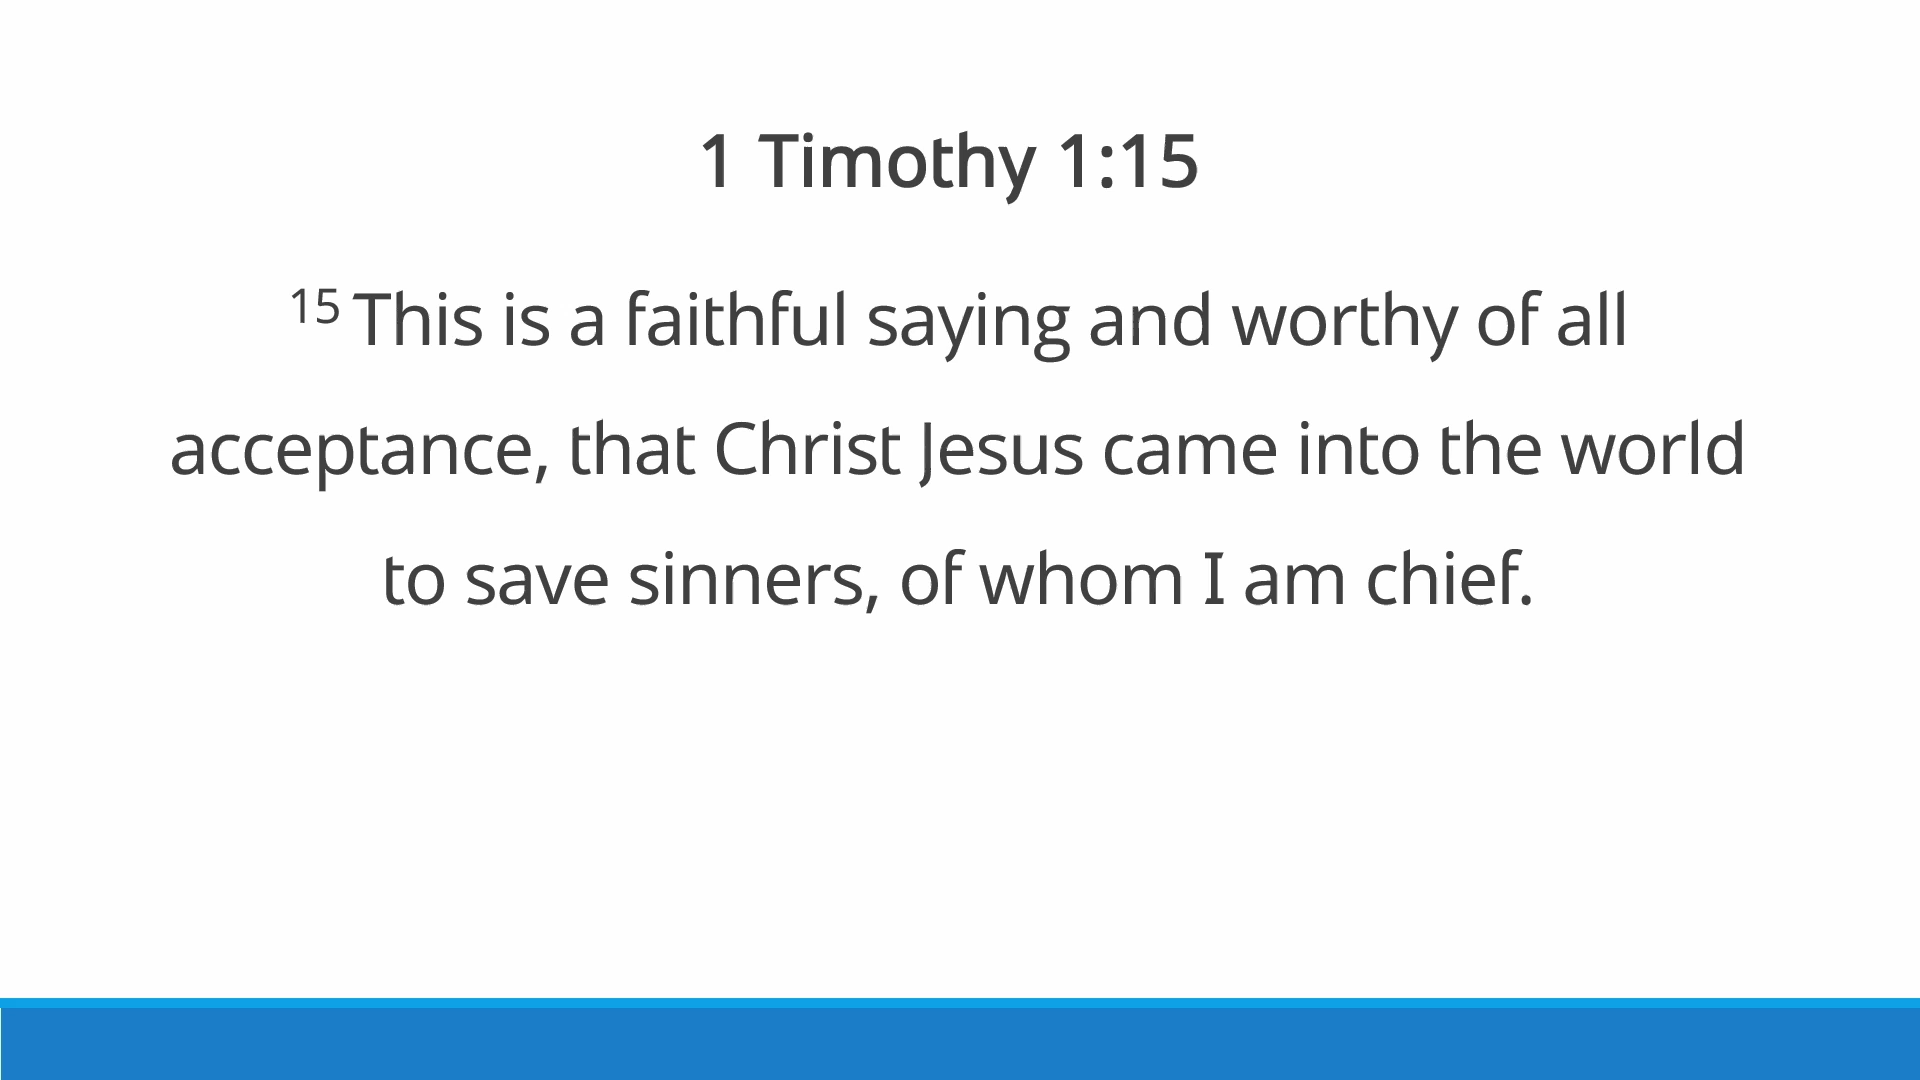 1 Timothy 1:15
15 This is a faithful saying and worthy of all
acceptance, that Christ Jesus came into the world
to save sinners, of whom I am chief.